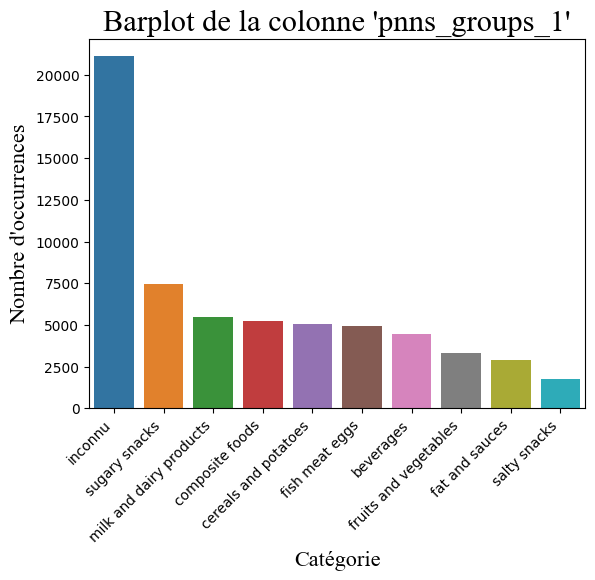 Barplot de la colonne 'pnns_groups_1'
Nombre d'occurrences
20000
17500
15000
12500
10000
7500
5000
2500
0
inconnu
sugary snacks
milk and dairy products
composite foods
cereals and potatoes
fish meat eggs
beverages
fruits and vegetables
fat and sauces
salty snacks
Catégorie